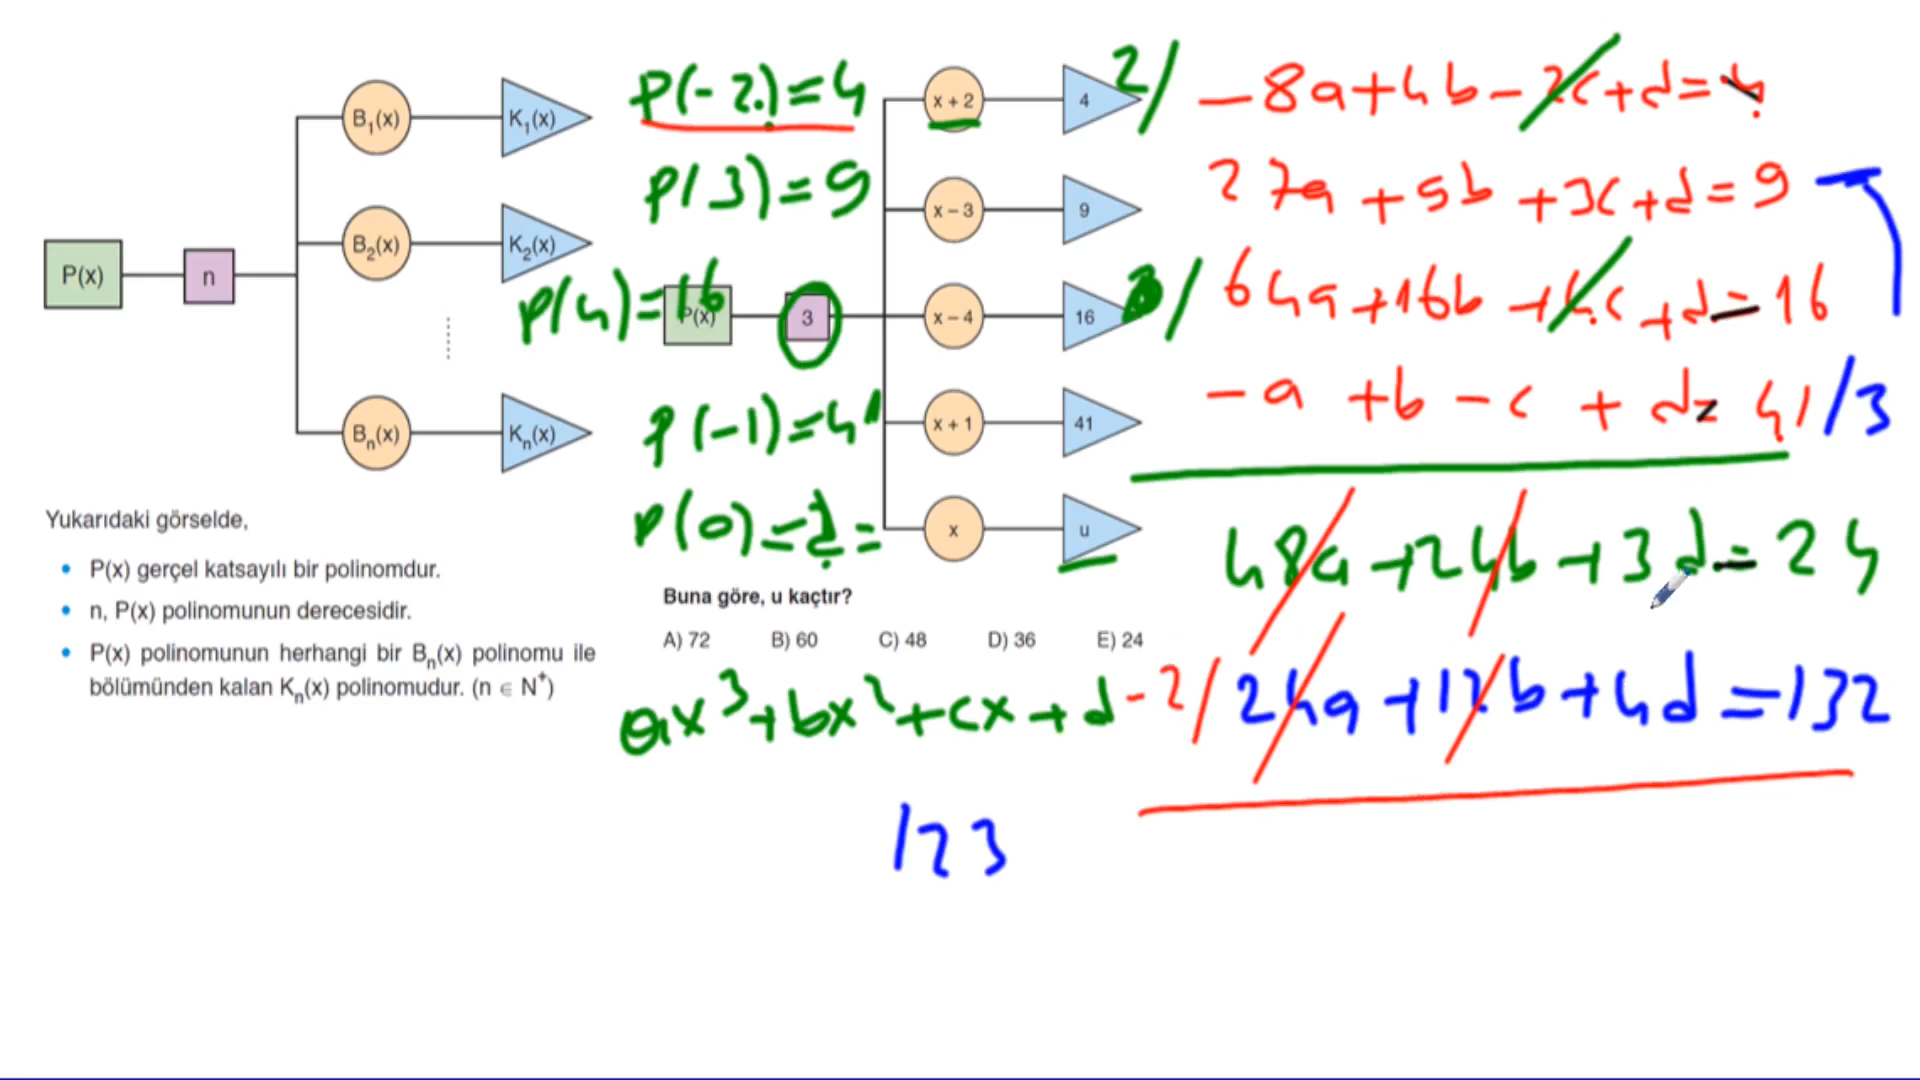 B1(x)
K1(x)
B2(x)
K2(x)
P(x)
n
Bn(x)
Kn(x)
Yukarıdaki görselde,
• P(x) gerçel katsayılı bir polinomdur.
• n, P(x) polinomunun derecesidir.
• P(x) polinomunun herhangi bir Bn(x) polinomu ile
bölümünden kalan Kn(x) polinomudur. (n ∈ N+)
P(-2)=4
P(3)=9
P(4)=16
P(-1)=41
P(0)=d=
P(x)
3
x + 2
4
x – 3
9
x – 4
16
x + 1
41
x
u
Buna göre, u kaçtır?
A) 72 B) 60 C) 48 D) 36 E) 24
ax³+bx²+cx+d
123
2/ -8a+4b-2c+d=4
27a+9b+3c+d=9
64a+16b+4c+d=16
-a+b-c+d=41/3
48a+24b+3d=24
-2/ 24a+12b+4d=132